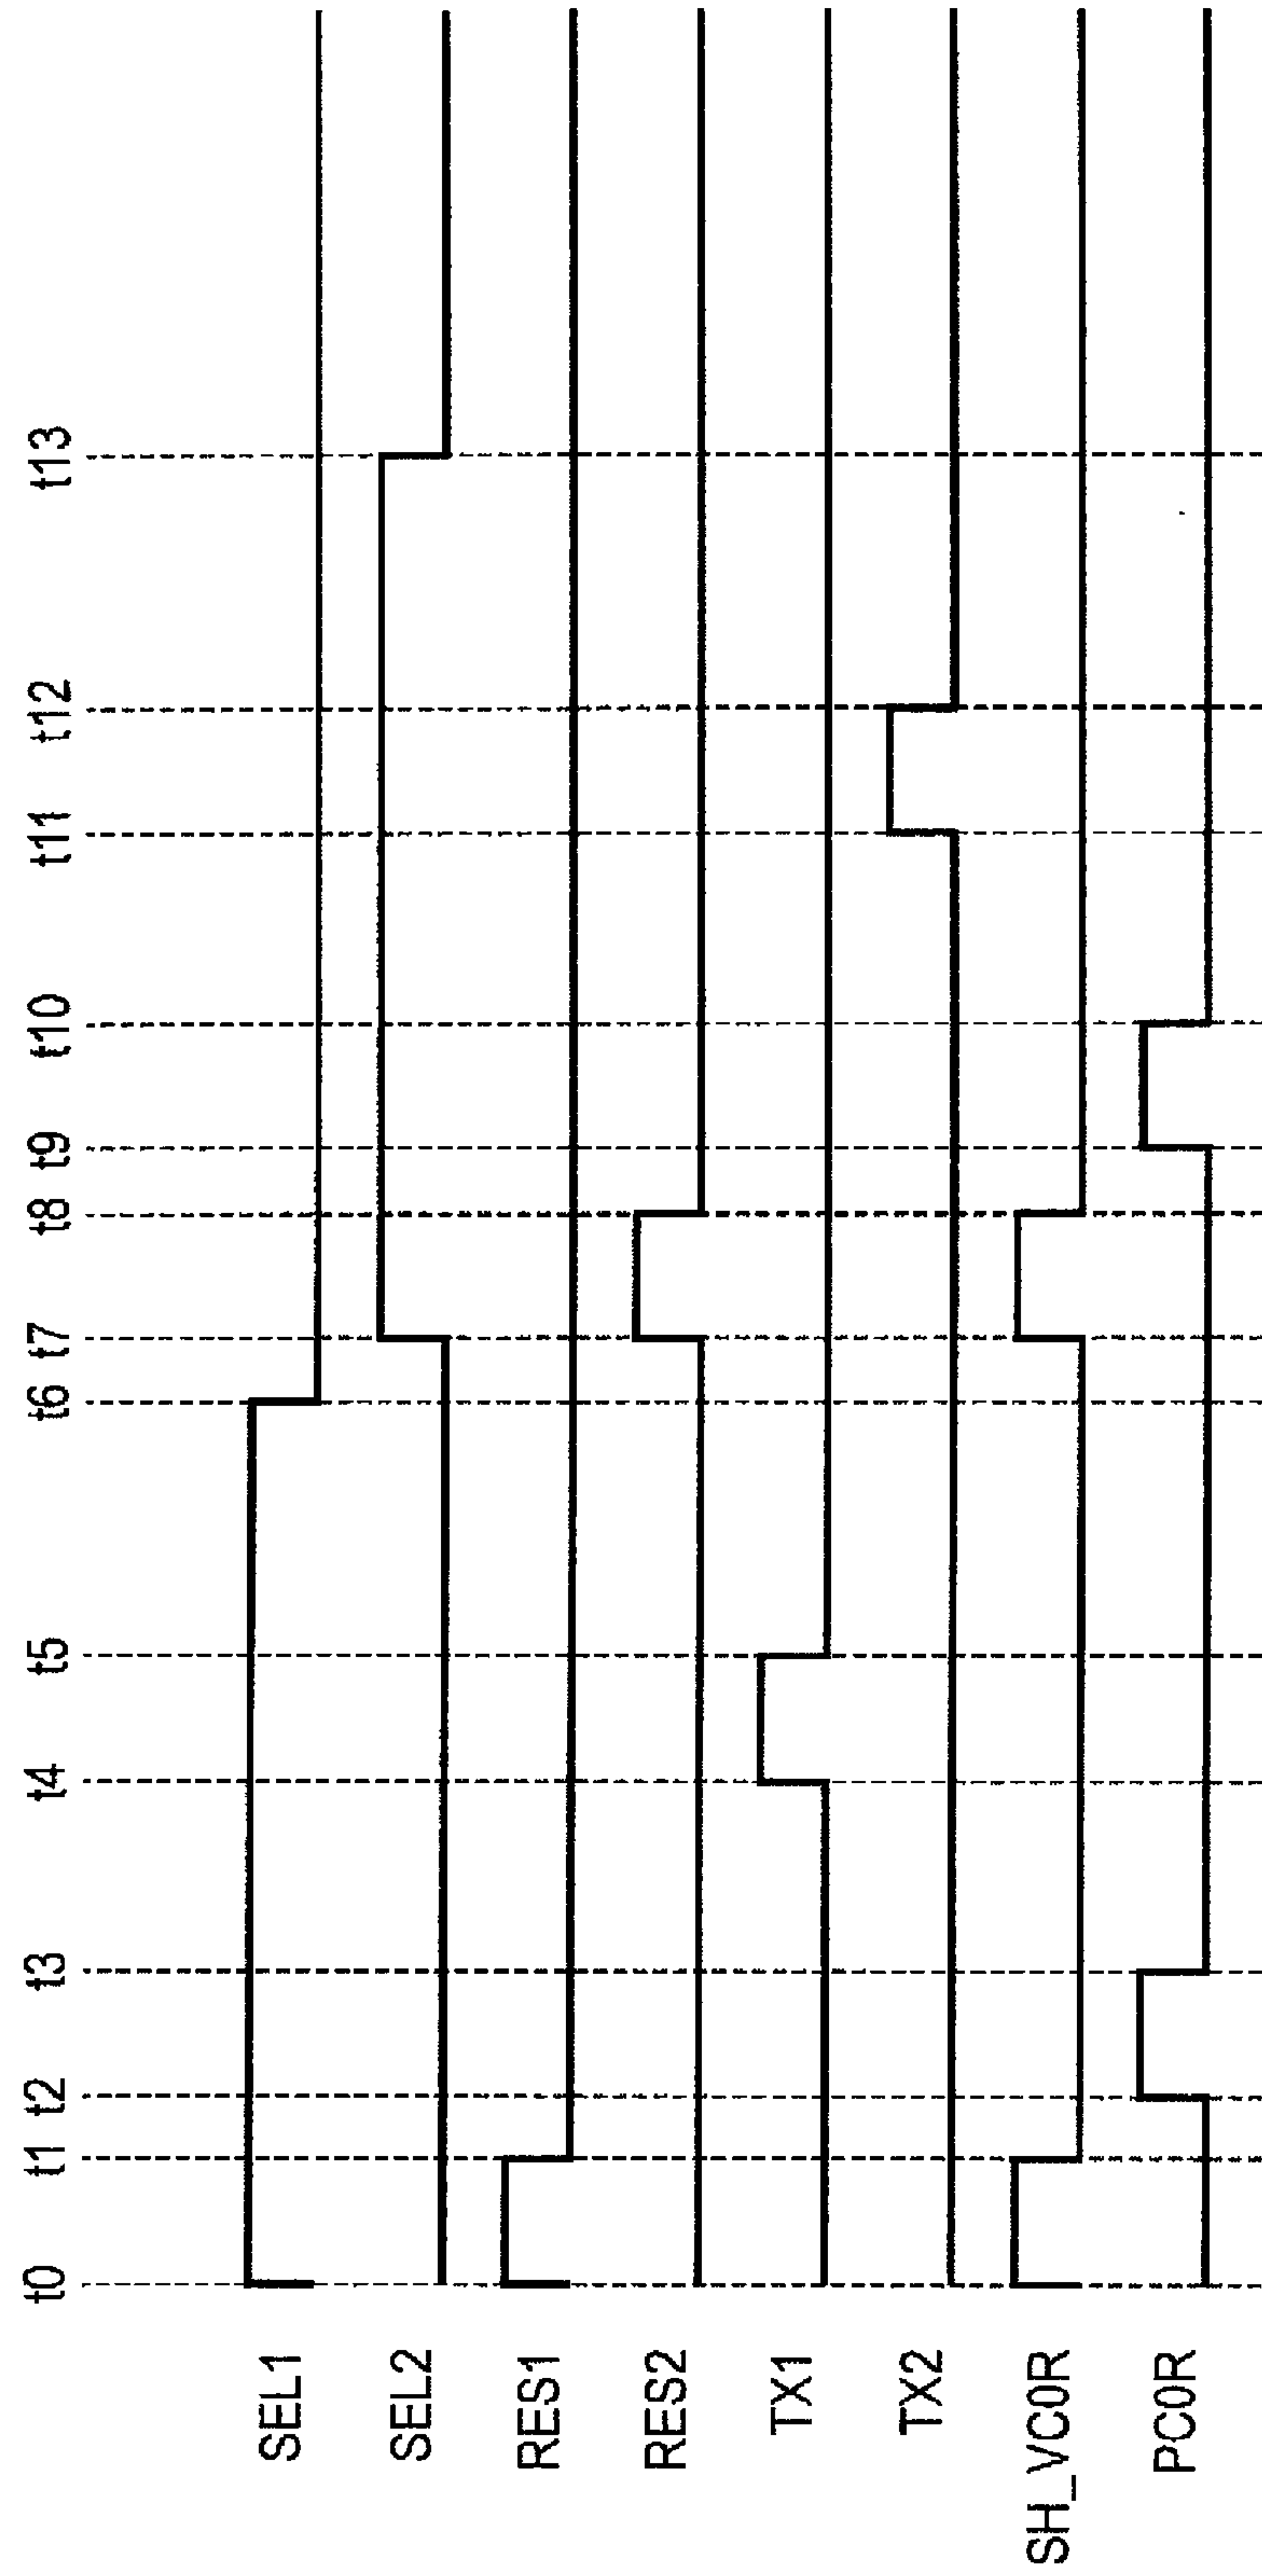 t0 t1 t2 t3 t4 t5 t6 t7 t8 t9 t10 t11 t12 t13
SEL1
SEL2
RES1
RES2
TX1
TX2
SH_VC0R
PC0R